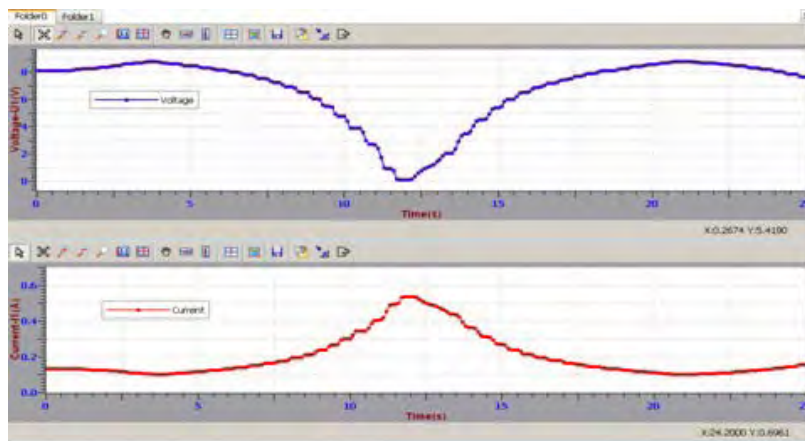 Folder0 Folder1
Voltage-U1(V)
8
6
4
2
0
Voltage
0 5 10 15 20
Time(s)
X:0.2674 Y:5.4190
Current-I1(A)
0.6
0.4
0.2
0.0
Current
0 5 10 15 20
Time(s)
X:24.2000 Y:0.6961